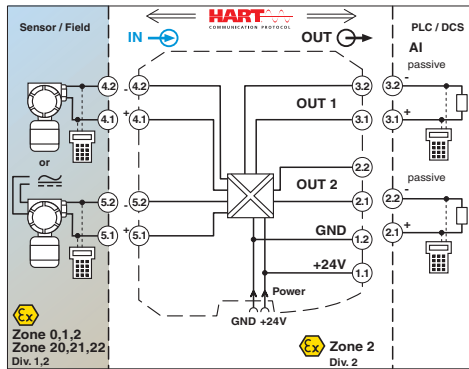 Sensor / Field
HART
COMMUNICATION PROTOCOL
PLC / DCS
IN
OUT
AI
passive
4.2 - 4.2
3.2
3.2 -
OUT 1
4.1 + 4.1
3.1
3.1 +
or
2.2
passive
OUT 2
2.2 -
5.2 - 5.2
2.1
2.1 +
GND
5.1 + 5.1
1.2
+24V
1.1
Power
GND +24V
Ex
Zone 0,1,2
Zone 20,21,22
Div. 1,2
Ex
Zone 2
Div. 2